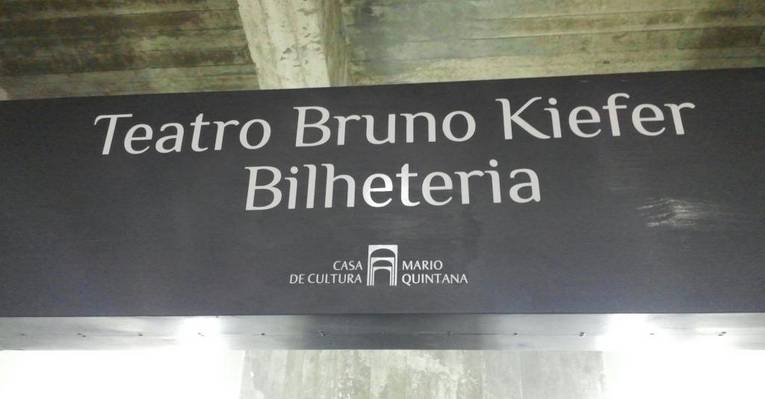 Teatro Bruno Kiefer
Bilheteria
CASA MARIO
DE CULTURA QUINTANA